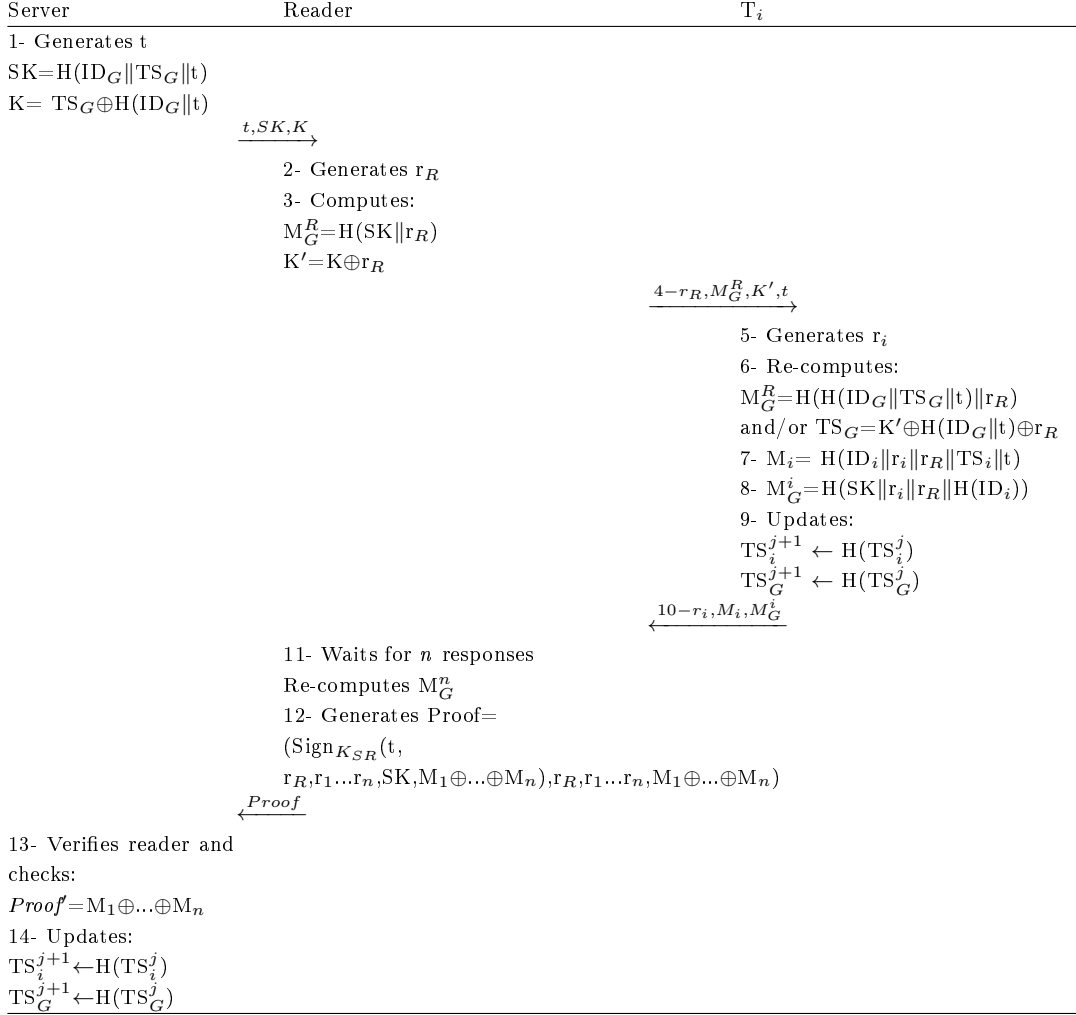 Server Reader T_i
1- Generates t
SK=H(ID_G‖TS_G‖t)
K= TS_G⊕H(ID_G‖t)
t,SK,K
2- Generates r_R
3- Computes:
M_G^R=H(SK‖r_R)
K′=K⊕r_R
4−r_R,M_G^R,K′,t
5- Generates r_i
6- Re-computes:
M_G^R=H(H(ID_G‖TS_G‖t)‖r_R)
and/or TS_G=K′⊕H(ID_G‖t)⊕r_R
7- M_i= H(ID_i‖r_i‖r_R‖TS_i‖t)
8- M_G^i=H(SK‖r_i‖r_R‖H(ID_i))
9- Updates:
TS_i^{j+1} ← H(TS_i^j)
TS_G^{j+1} ← H(TS_G^j)
10−r_i,M_i,M_G^i
11- Waits for n responses
Re-computes M_G^n
12- Generates Proof=
(Sign_{K_{SR}}(t,
r_R,r_1...r_n,SK,M_1⊕...⊕M_n),r_R,r_1...r_n,M_1⊕...⊕M_n)
Proof
13- Verifies reader and
checks:
Proof′=M_1⊕...⊕M_n
14- Updates:
TS_i^{j+1}←H(TS_i^j)
TS_G^{j+1}←H(TS_G^j)